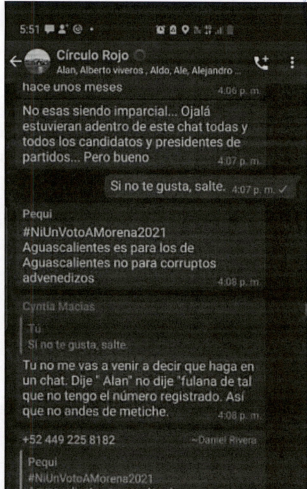 5:51
Círculo Rojo
Alan, Alberto viveros , Aldo, Ale, Alejandro ...
hace unos meses
4:06 p. m.
No esas siendo imparcial... Ojalá
estuvieran adentro de este chat todas y
todos los candidatos y presidentes de
partidos... Pero bueno
4:07 p. m.
Si no te gusta, salte. 4:07 p. m. ✓
Pequi
#NiUnVotoAMorena2021
Aguascalientes es para los de
Aguascalientes no para corruptos
advenedizos
4:08 p. m.
Cyntia Macias
Tú
Si no te gusta, salte.
Tu no me vas a venir a decir que haga en
un chat. Dije " Alan" no dije "fulana de tal
que no tengo el número registrado. Así
que no andes de metiche.
4:08 p. m.
+52 449 225 8182 ~Daniel Rivera
Pequi
#NiUnVotoAMorena2021